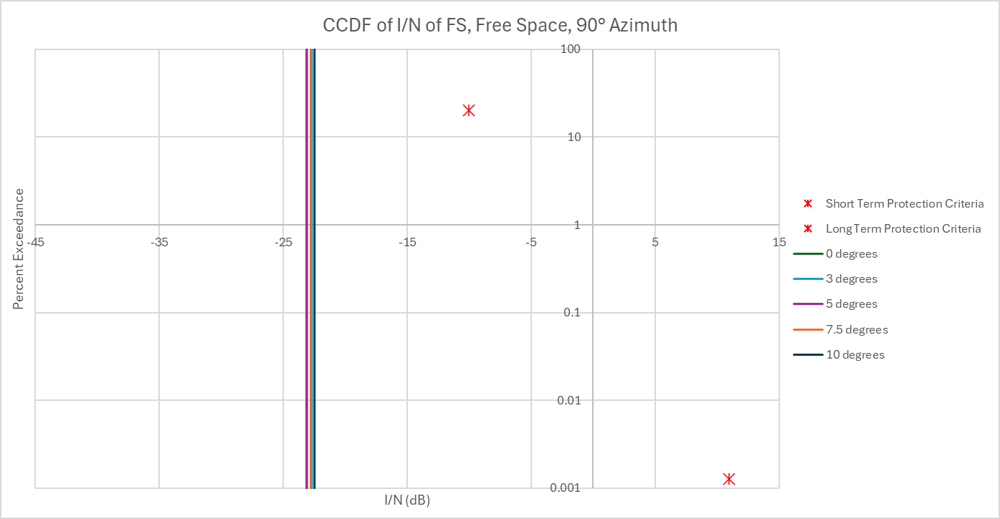 CCDF of I/N of FS, Free Space, 90° Azimuth
100
10
1
-45
-35
-25
-15
-5
5
15
0.1
0.01
0.001
Percent Exceedance
I/N (dB)
Short Term Protection Criteria
Long Term Protection Criteria
0 degrees
3 degrees
5 degrees
7.5 degrees
10 degrees